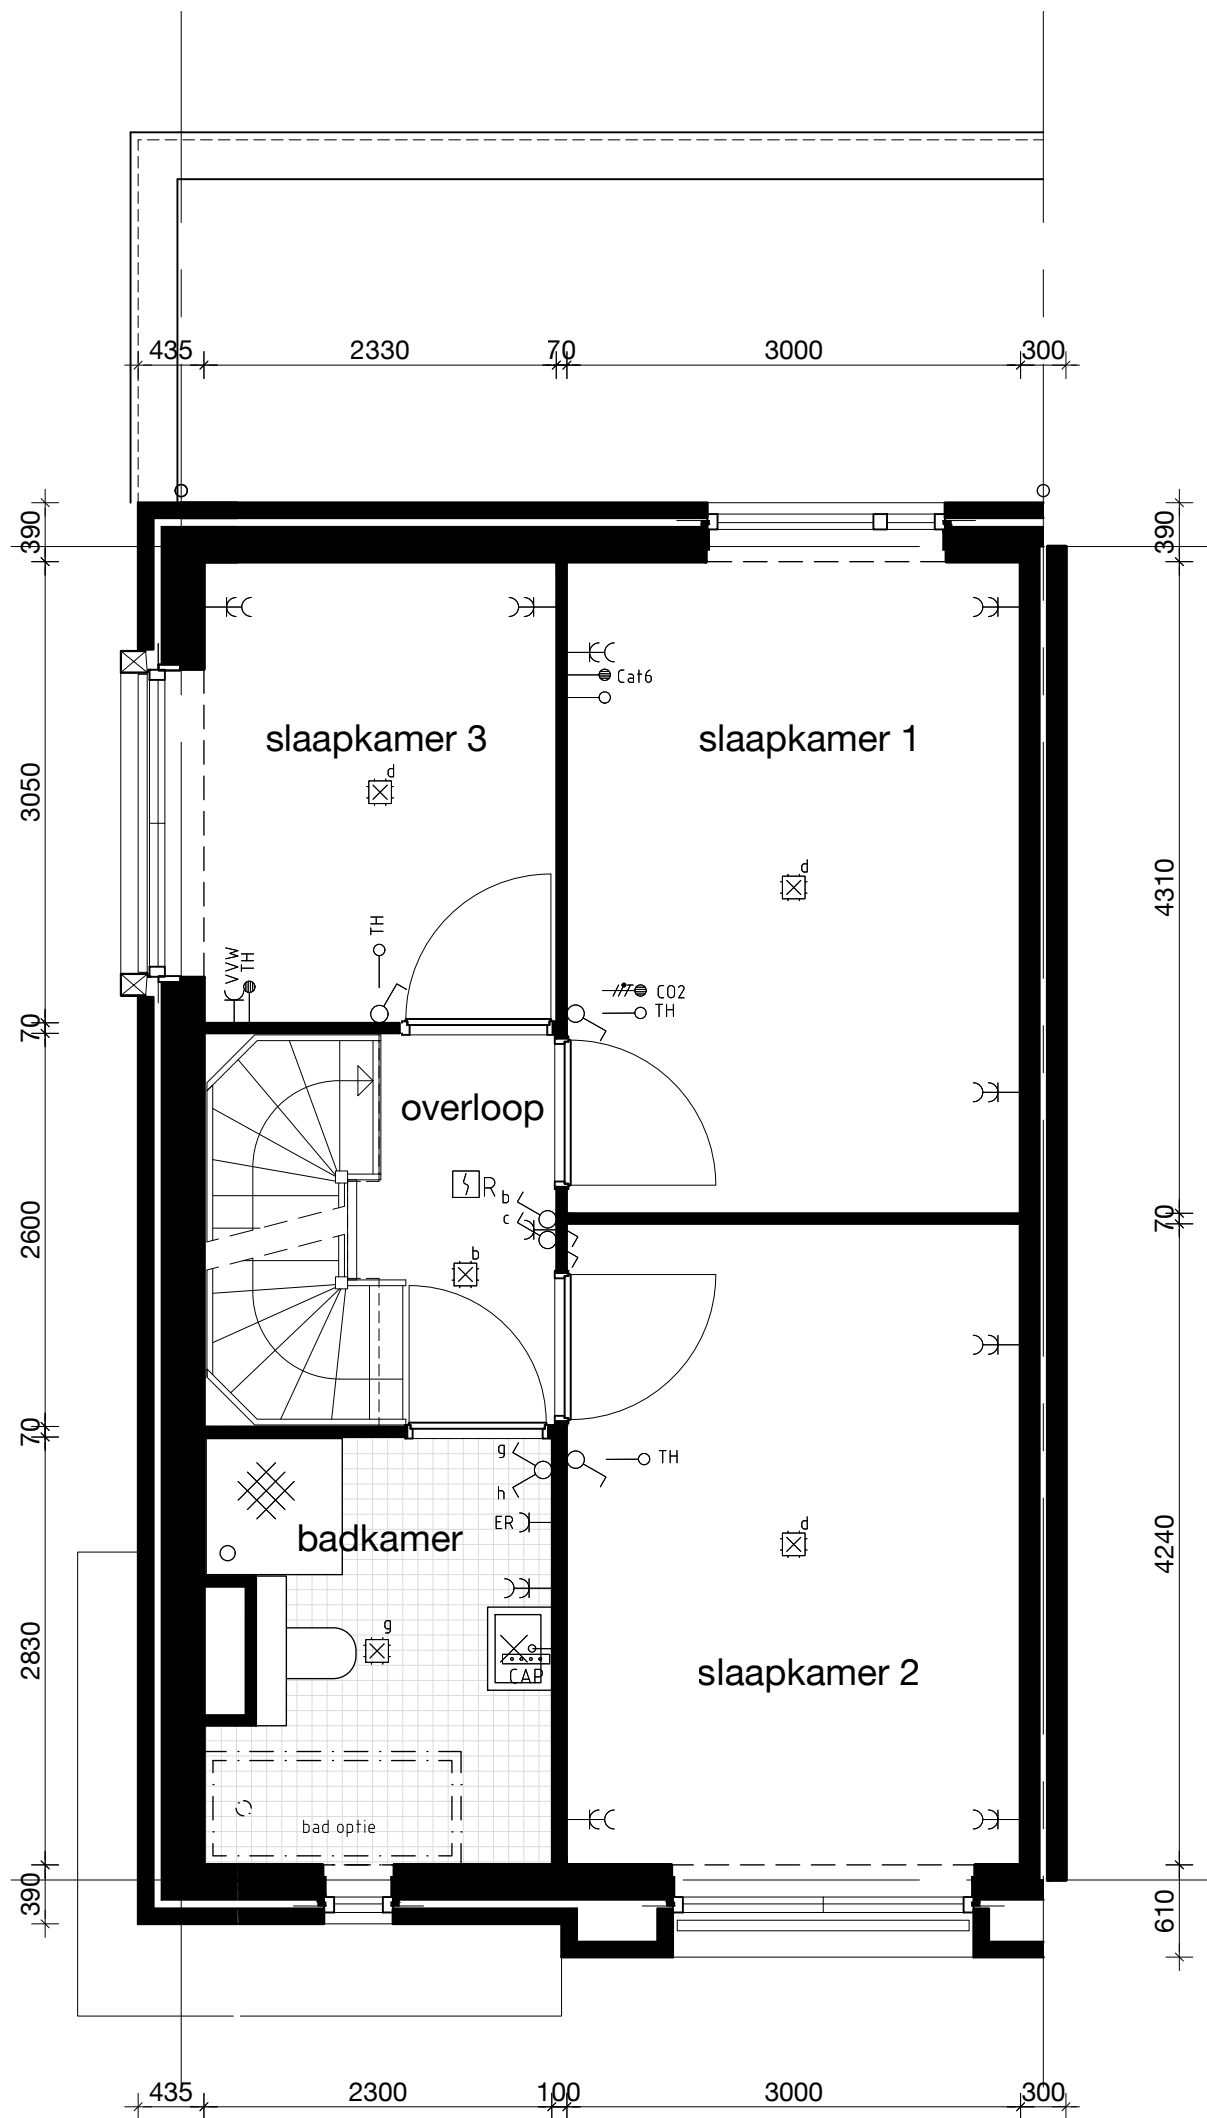 435 2330 70 3000 300
390 390
Cat6
slaapkamer 3 slaapkamer 1
d
3050
d
4310
TH
VVW
TH
CO2
TH
70
overloop
R
b
c
2600
70
b
70
g
TH
h
ER
badkamer
d
4240
g
2830
CAP
slaapkamer 2
bad optie
390
610
435 2300 100 3000 300